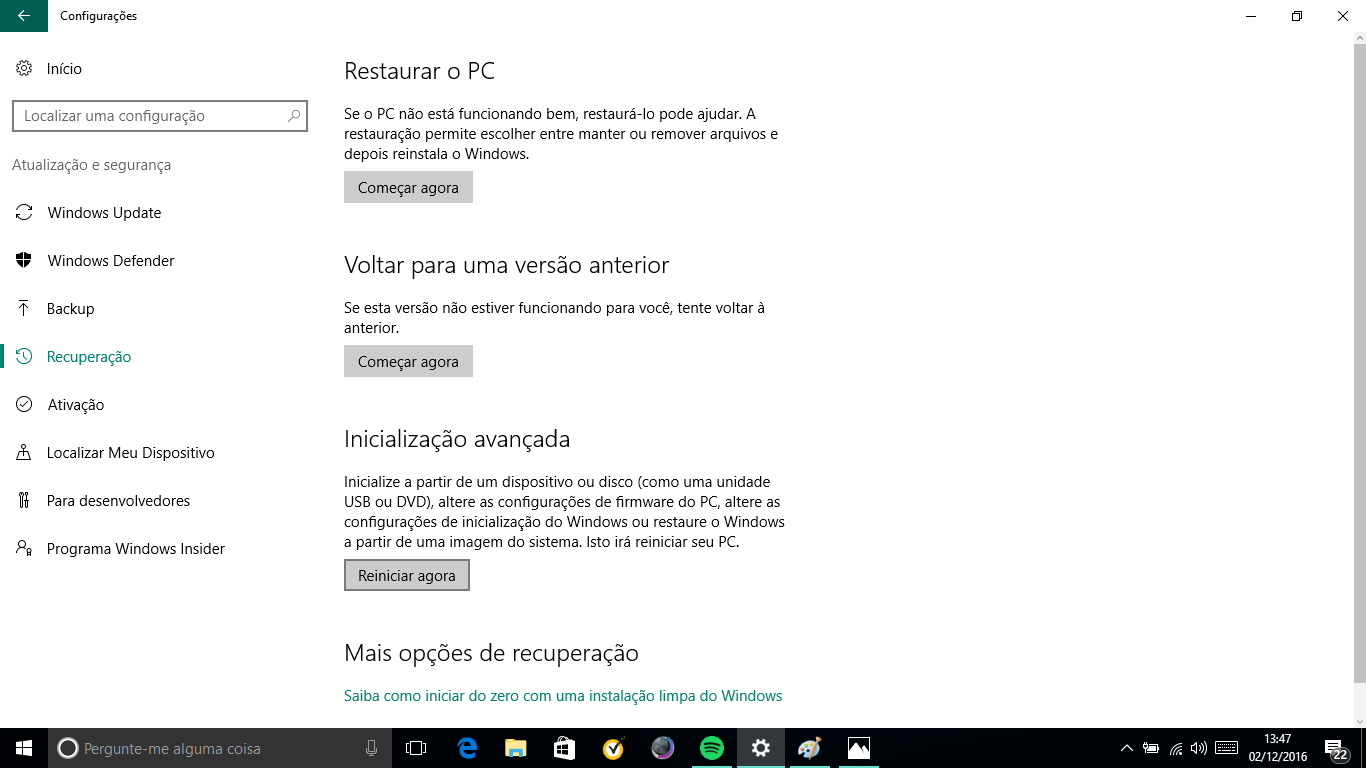 Configurações
Início
Localizar uma configuração
Atualização e segurança
Windows Update
Windows Defender
Backup
Recuperação
Ativação
Localizar Meu Dispositivo
Para desenvolvedores
Programa Windows Insider
Restaurar o PC
Se o PC não está funcionando bem, restaurá-lo pode ajudar. A
restauração permite escolher entre manter ou remover arquivos e
depois reinstala o Windows.
Começar agora
Voltar para uma versão anterior
Se esta versão não estiver funcionando para você, tente voltar à
anterior.
Começar agora
Inicialização avançada
Inicialize a partir de um dispositivo ou disco (como uma unidade
USB ou DVD), altere as configurações de firmware do PC, altere as
configurações de inicialização do Windows ou restaure o Windows
a partir de uma imagem do sistema. Isto irá reiniciar seu PC.
Reiniciar agora
Mais opções de recuperação
Saiba como iniciar do zero com uma instalação limpa do Windows
Pergunte-me alguma coisa
13:47
02/12/2016
22